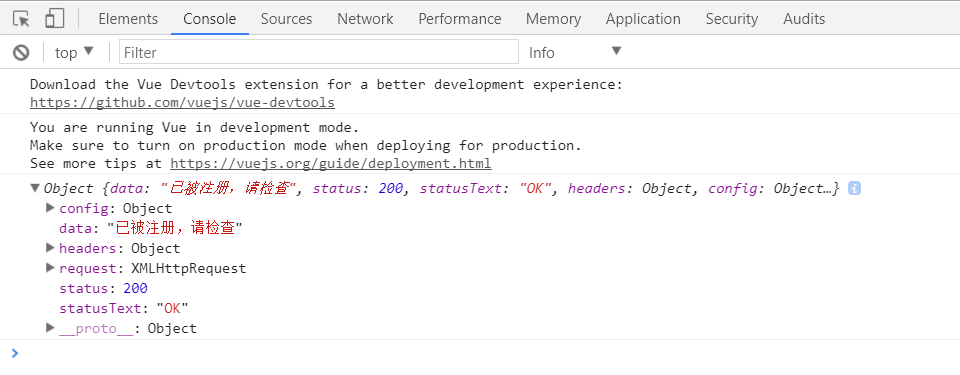 Elements Console Sources Network Performance Memory Application Security Audits
top Filter Info
Download the Vue Devtools extension for a better development experience:
https://github.com/vuejs/vue-devtools
You are running Vue in development mode.
Make sure to turn on production mode when deploying for production.
See more tips at https://vuejs.org/guide/deployment.html
Object {data: "已被注册，请检查", status: 200, statusText: "OK", headers: Object, config: Object…}
config: Object
data: "已被注册，请检查"
headers: Object
request: XMLHttpRequest
status: 200
statusText: "OK"
__proto__: Object